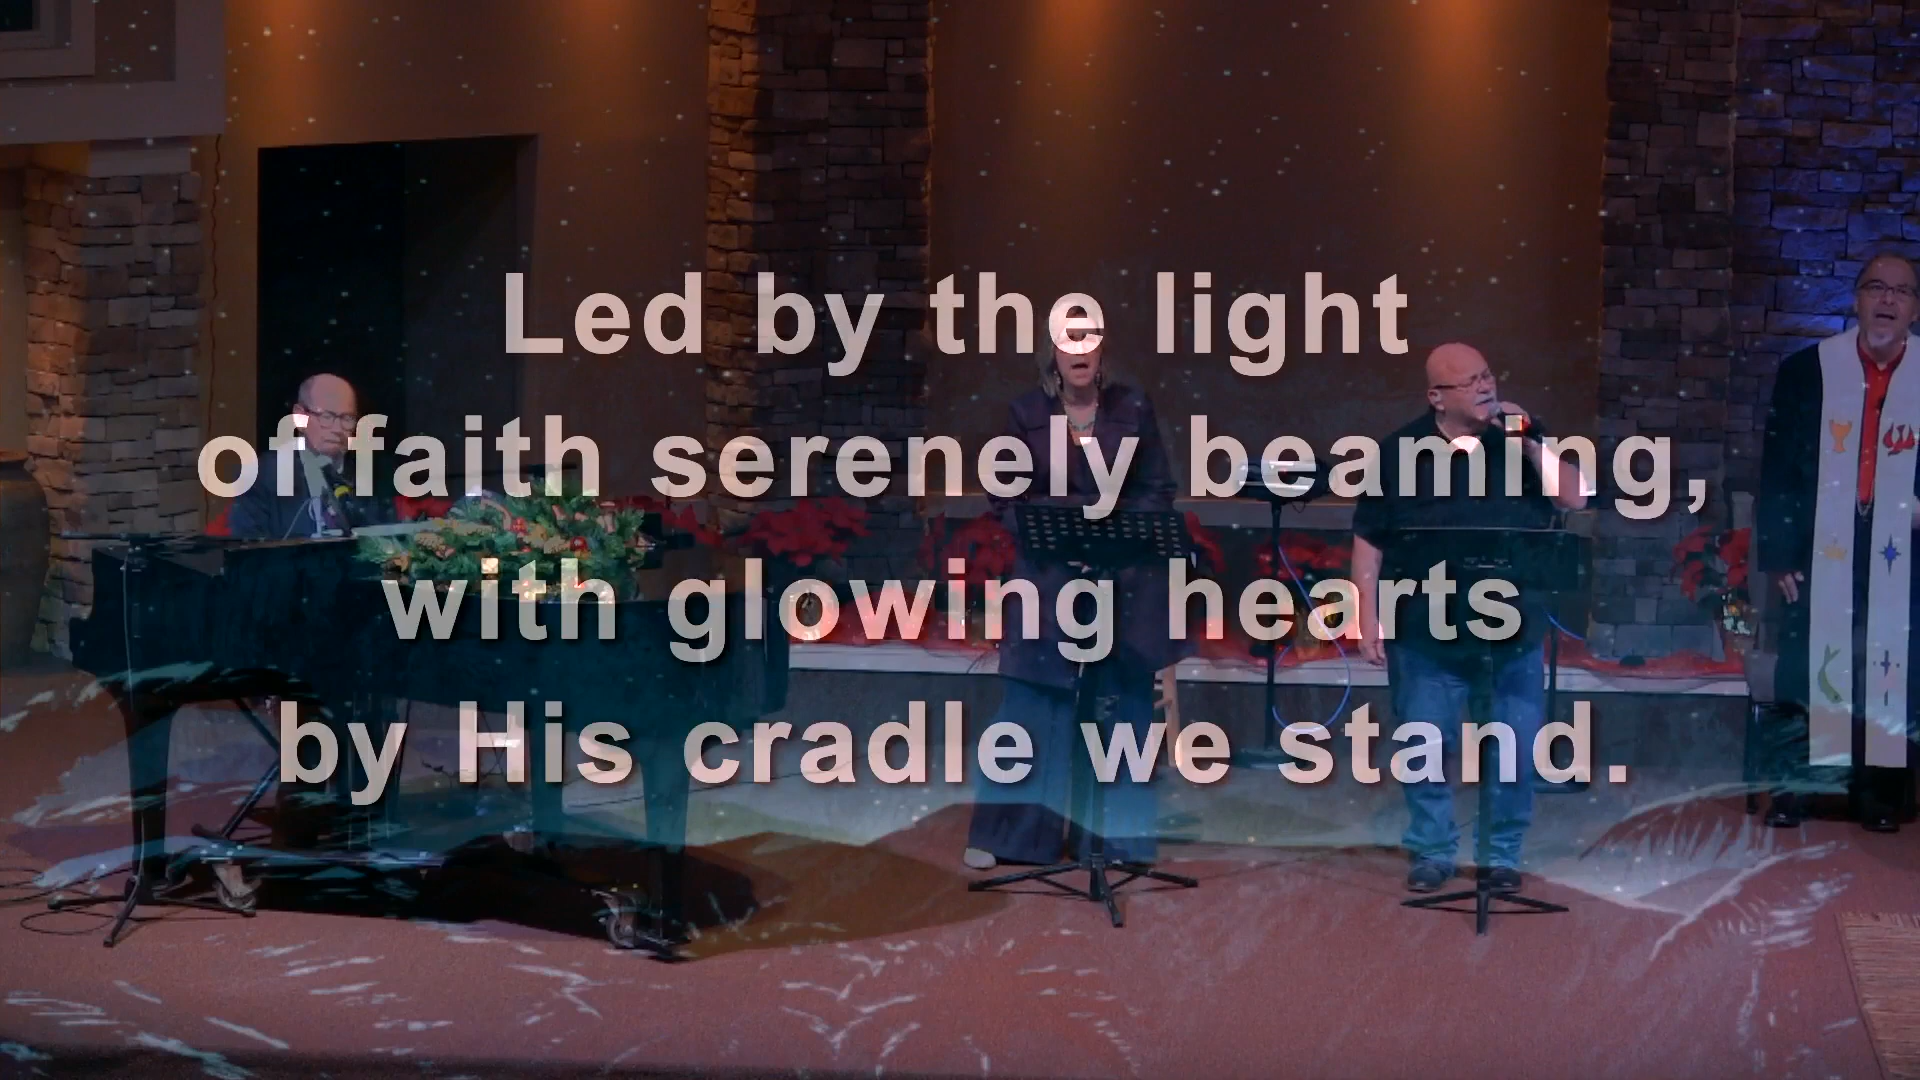 Led by the light
of faith serenely beaming,
with glowing hearts
by His cradle we stand.